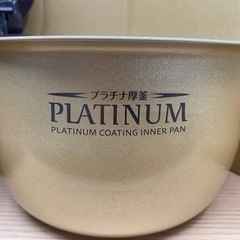 プラチナ厚釜
PLATINUM
PLATINUM COATING INNER PAN